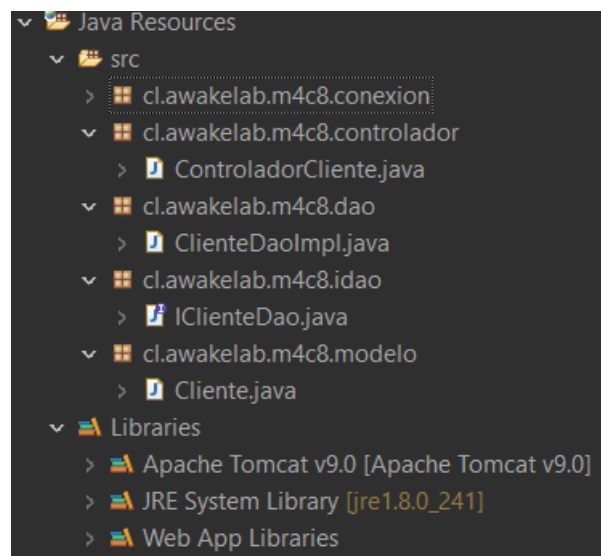 Java Resources
src
cl.awakelab.m4c8.conexion
cl.awakelab.m4c8.controlador
ControladorCliente.java
cl.awakelab.m4c8.dao
ClienteDaoImpl.java
cl.awakelab.m4c8.idao
IClienteDao.java
cl.awakelab.m4c8.modelo
Cliente.java
Libraries
Apache Tomcat v9.0 [Apache Tomcat v9.0]
JRE System Library [jre1.8.0_241]
Web App Libraries